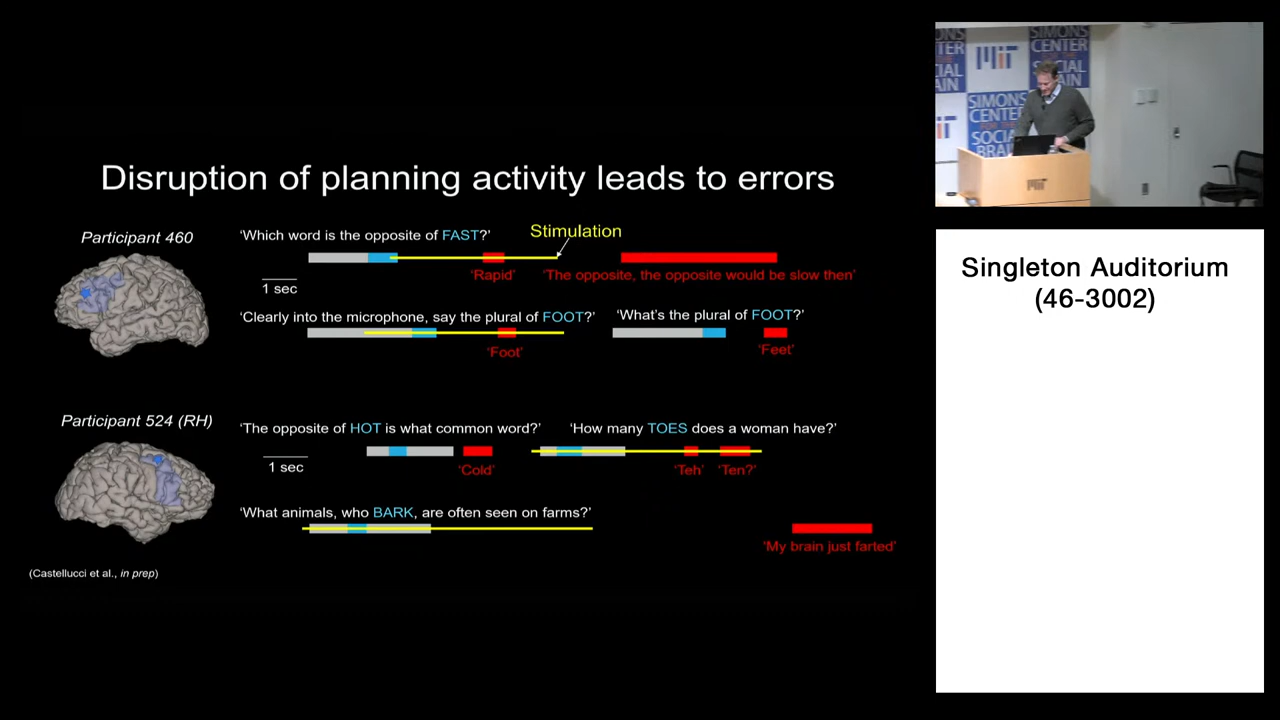 Disruption of planning activity leads to errors
Participant 460
'Which word is the opposite of FAST?'
Stimulation
'Rapid'
'The opposite, the opposite would be slow then'
1 sec
'Clearly into the microphone, say the plural of FOOT?'
'What's the plural of FOOT?'
'Foot'
'Feet'
Participant 524 (RH)
'The opposite of HOT is what common word?'
'How many TOES does a woman have?'
1 sec
'Cold'
'Teh'
'Ten?'
'What animals, who BARK, are often seen on farms?'
'My brain just farted'
(Castellucci et al., in prep)
MIT
SIMONS
CENTER
SOCIAL
BRAIN
MIT
Singleton Auditorium
(46-3002)